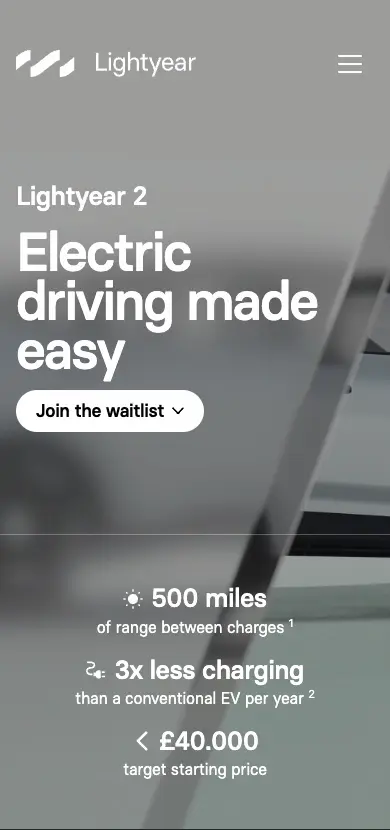 Lightyear
Lightyear 2
Electric
driving made
easy
Join the waitlist
500 miles
of range between charges 1
3x less charging
than a conventional EV per year 2
< £40.000
target starting price